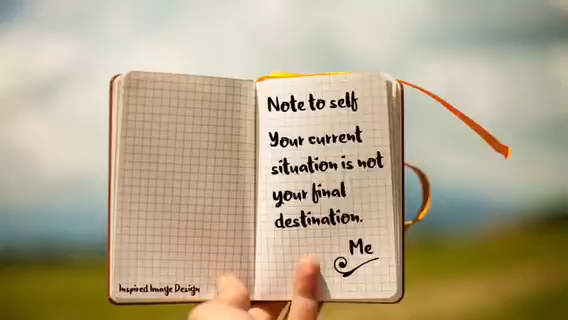 Inspired Image Design
Note to self
Your current
situation is not
your final
destination.
Me